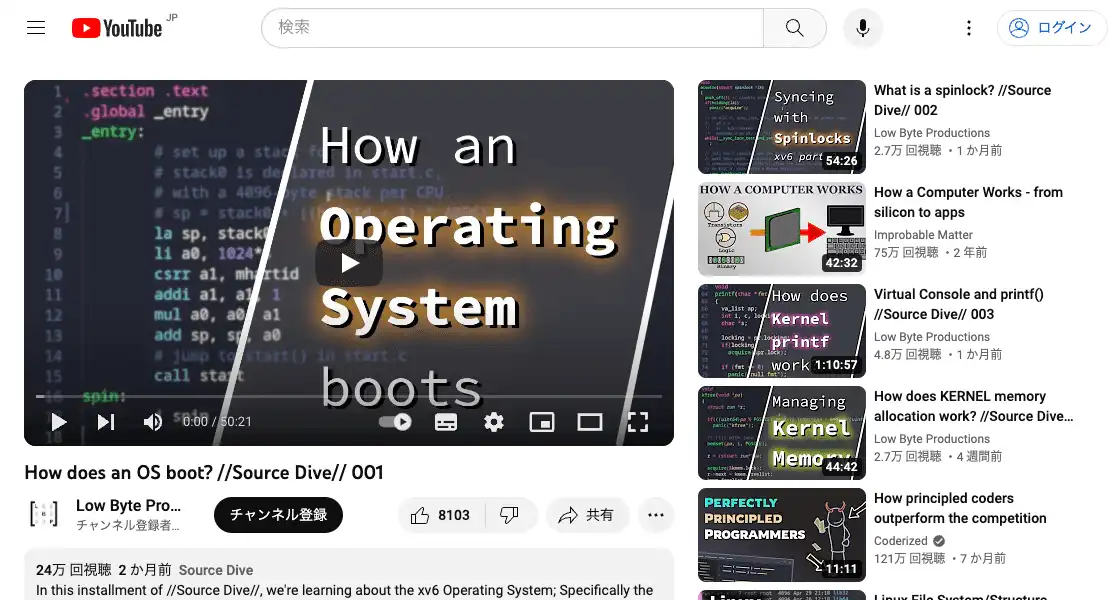 YouTube JP
検索
ログイン
1 .section .text
2 .global _entry
3 _entry:
4 # set up a stack fo
5 # stack0 is declared in start.c,
6 # with a 4096-byte stack per CPU.
7 # sp = stack0 + ((
8 la sp, stack0
9 li a0, 1024*
10 csrr a1, mhartid
11 addi a1, a1, 1
12 mul a0, a0, a1
13 add sp, sp, a0
14 # jump to start() in start.c
15 call start
spin:
spin
18
How an
Operating
System
boots
0:00 / 50:21
How does an OS boot? //Source Dive// 001
Low Byte Pro...
チャンネル登録者...
チャンネル登録
8103
共有
24万 回視聴 2 か月前 Source Dive
In this installment of //Source Dive//, we're learning about the xv6 Operating System; Specifically the
Syncing
with
Spinlocks
xv6 part
54:26
What is a spinlock? //Source
Dive// 002
Low Byte Productions
2.7万 回視聴 ・1 か月前
HOW A COMPUTER WORKS
Transistors
Logic
Binary
42:32
How a Computer Works - from
silicon to apps
Improbable Matter
75万 回視聴 ・2 年前
How does
Kernel
printf
work
1:10:57
Virtual Console and printf()
//Source Dive// 003
Low Byte Productions
4.8万 回視聴 ・1 か月前
Managing
Kernel
Memory
44:42
How does KERNEL memory
allocation work? //Source Dive...
Low Byte Productions
2.7万 回視聴 ・4 週間前
PERFECTLY
PRINCIPLED
PROGRAMMERS
11:11
How principled coders
outperform the competition
Coderized
121万 回視聴 ・7 か月前
Linux File System/Structure